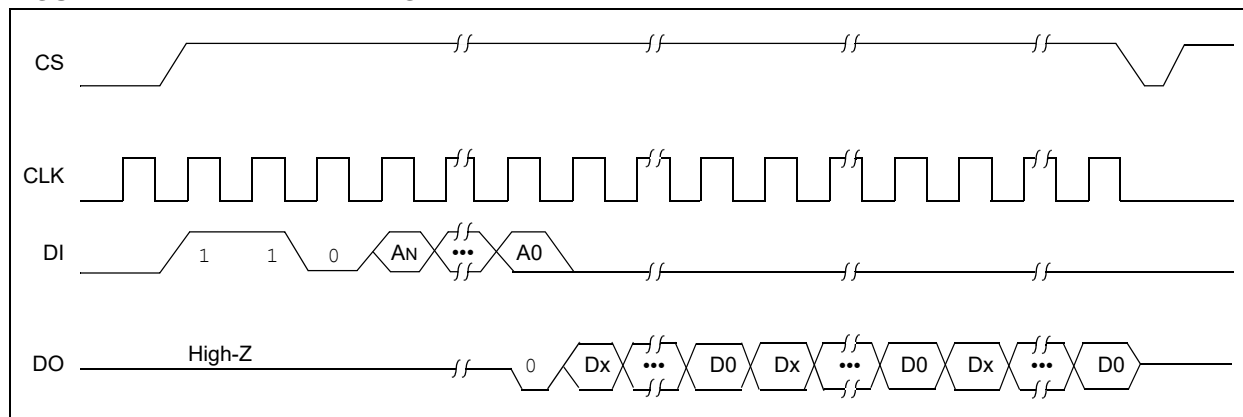 CS
CLK
DI
1 1 0 AN ••• A0
DO
High-Z
0 Dx ••• D0 Dx ••• D0 Dx ••• D0